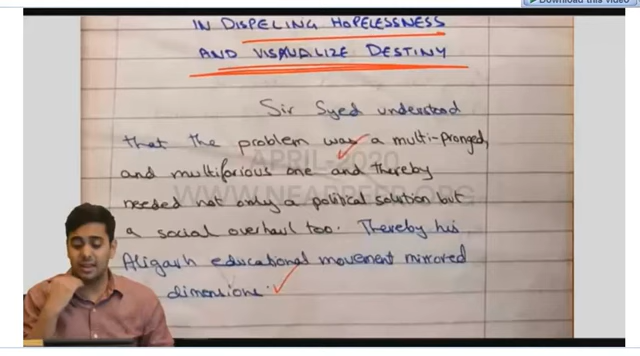 Download this video
IN DISPELING HOPELESSNESS
AND VISAUALIZE DESTINY
Sir Syed understood
that the problem was a multi-pronged,
and multifarious one and thereby
APRIL-2020
WWW.NEARPEER.ORG
needed not only a political solution but
a social overhaul too. Thereby his
Aligarh educational movement mirrored
dimensions.